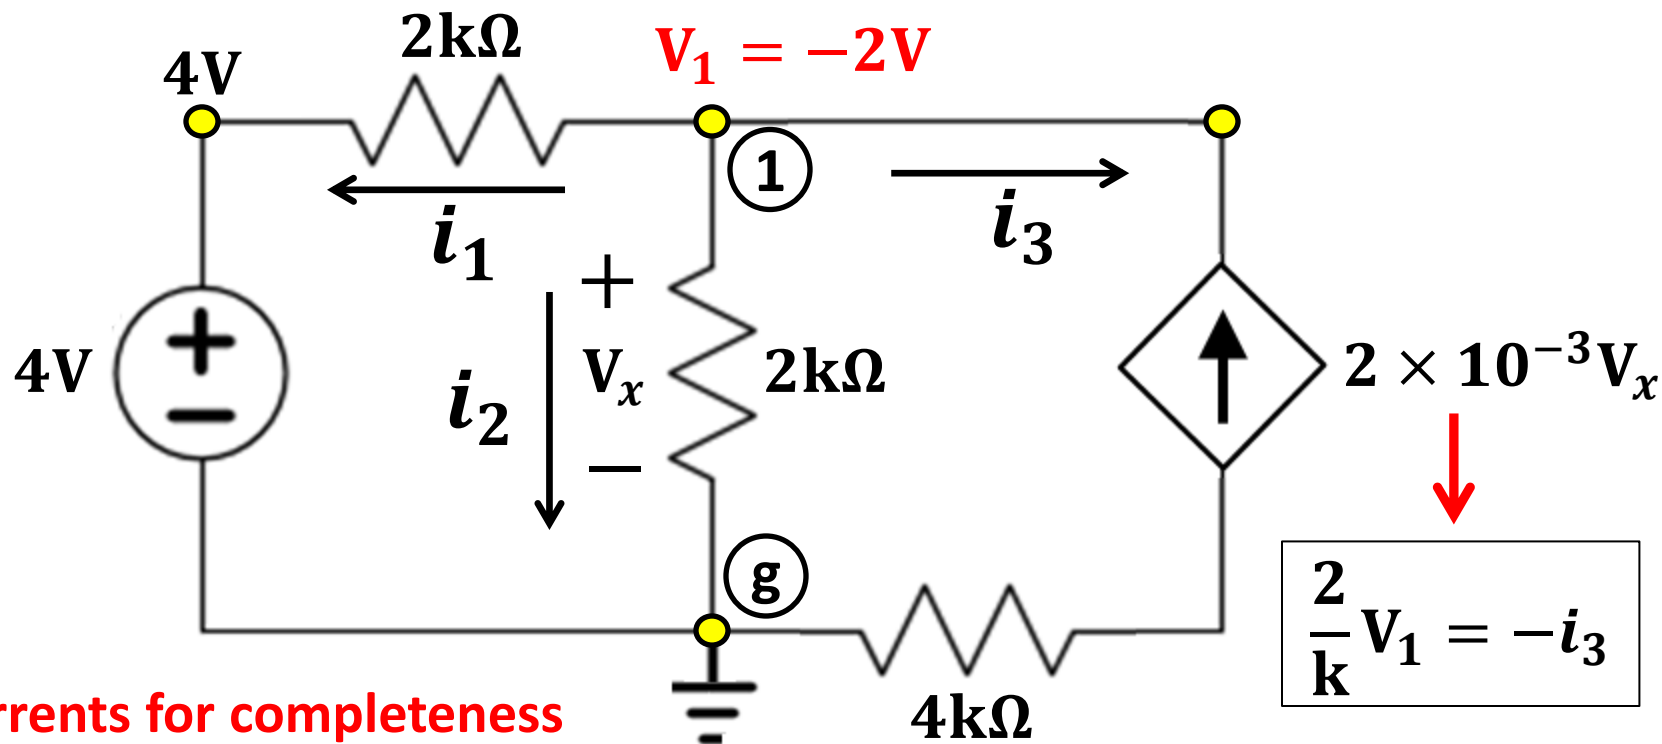 2kΩ
V₁ = −2V
4V
1
i₁
i₃
+
4V
Vₓ
2kΩ
2 × 10⁻³Vₓ
i₂
−
g
2/k V₁ = −i₃
rrents for completeness
4kΩ